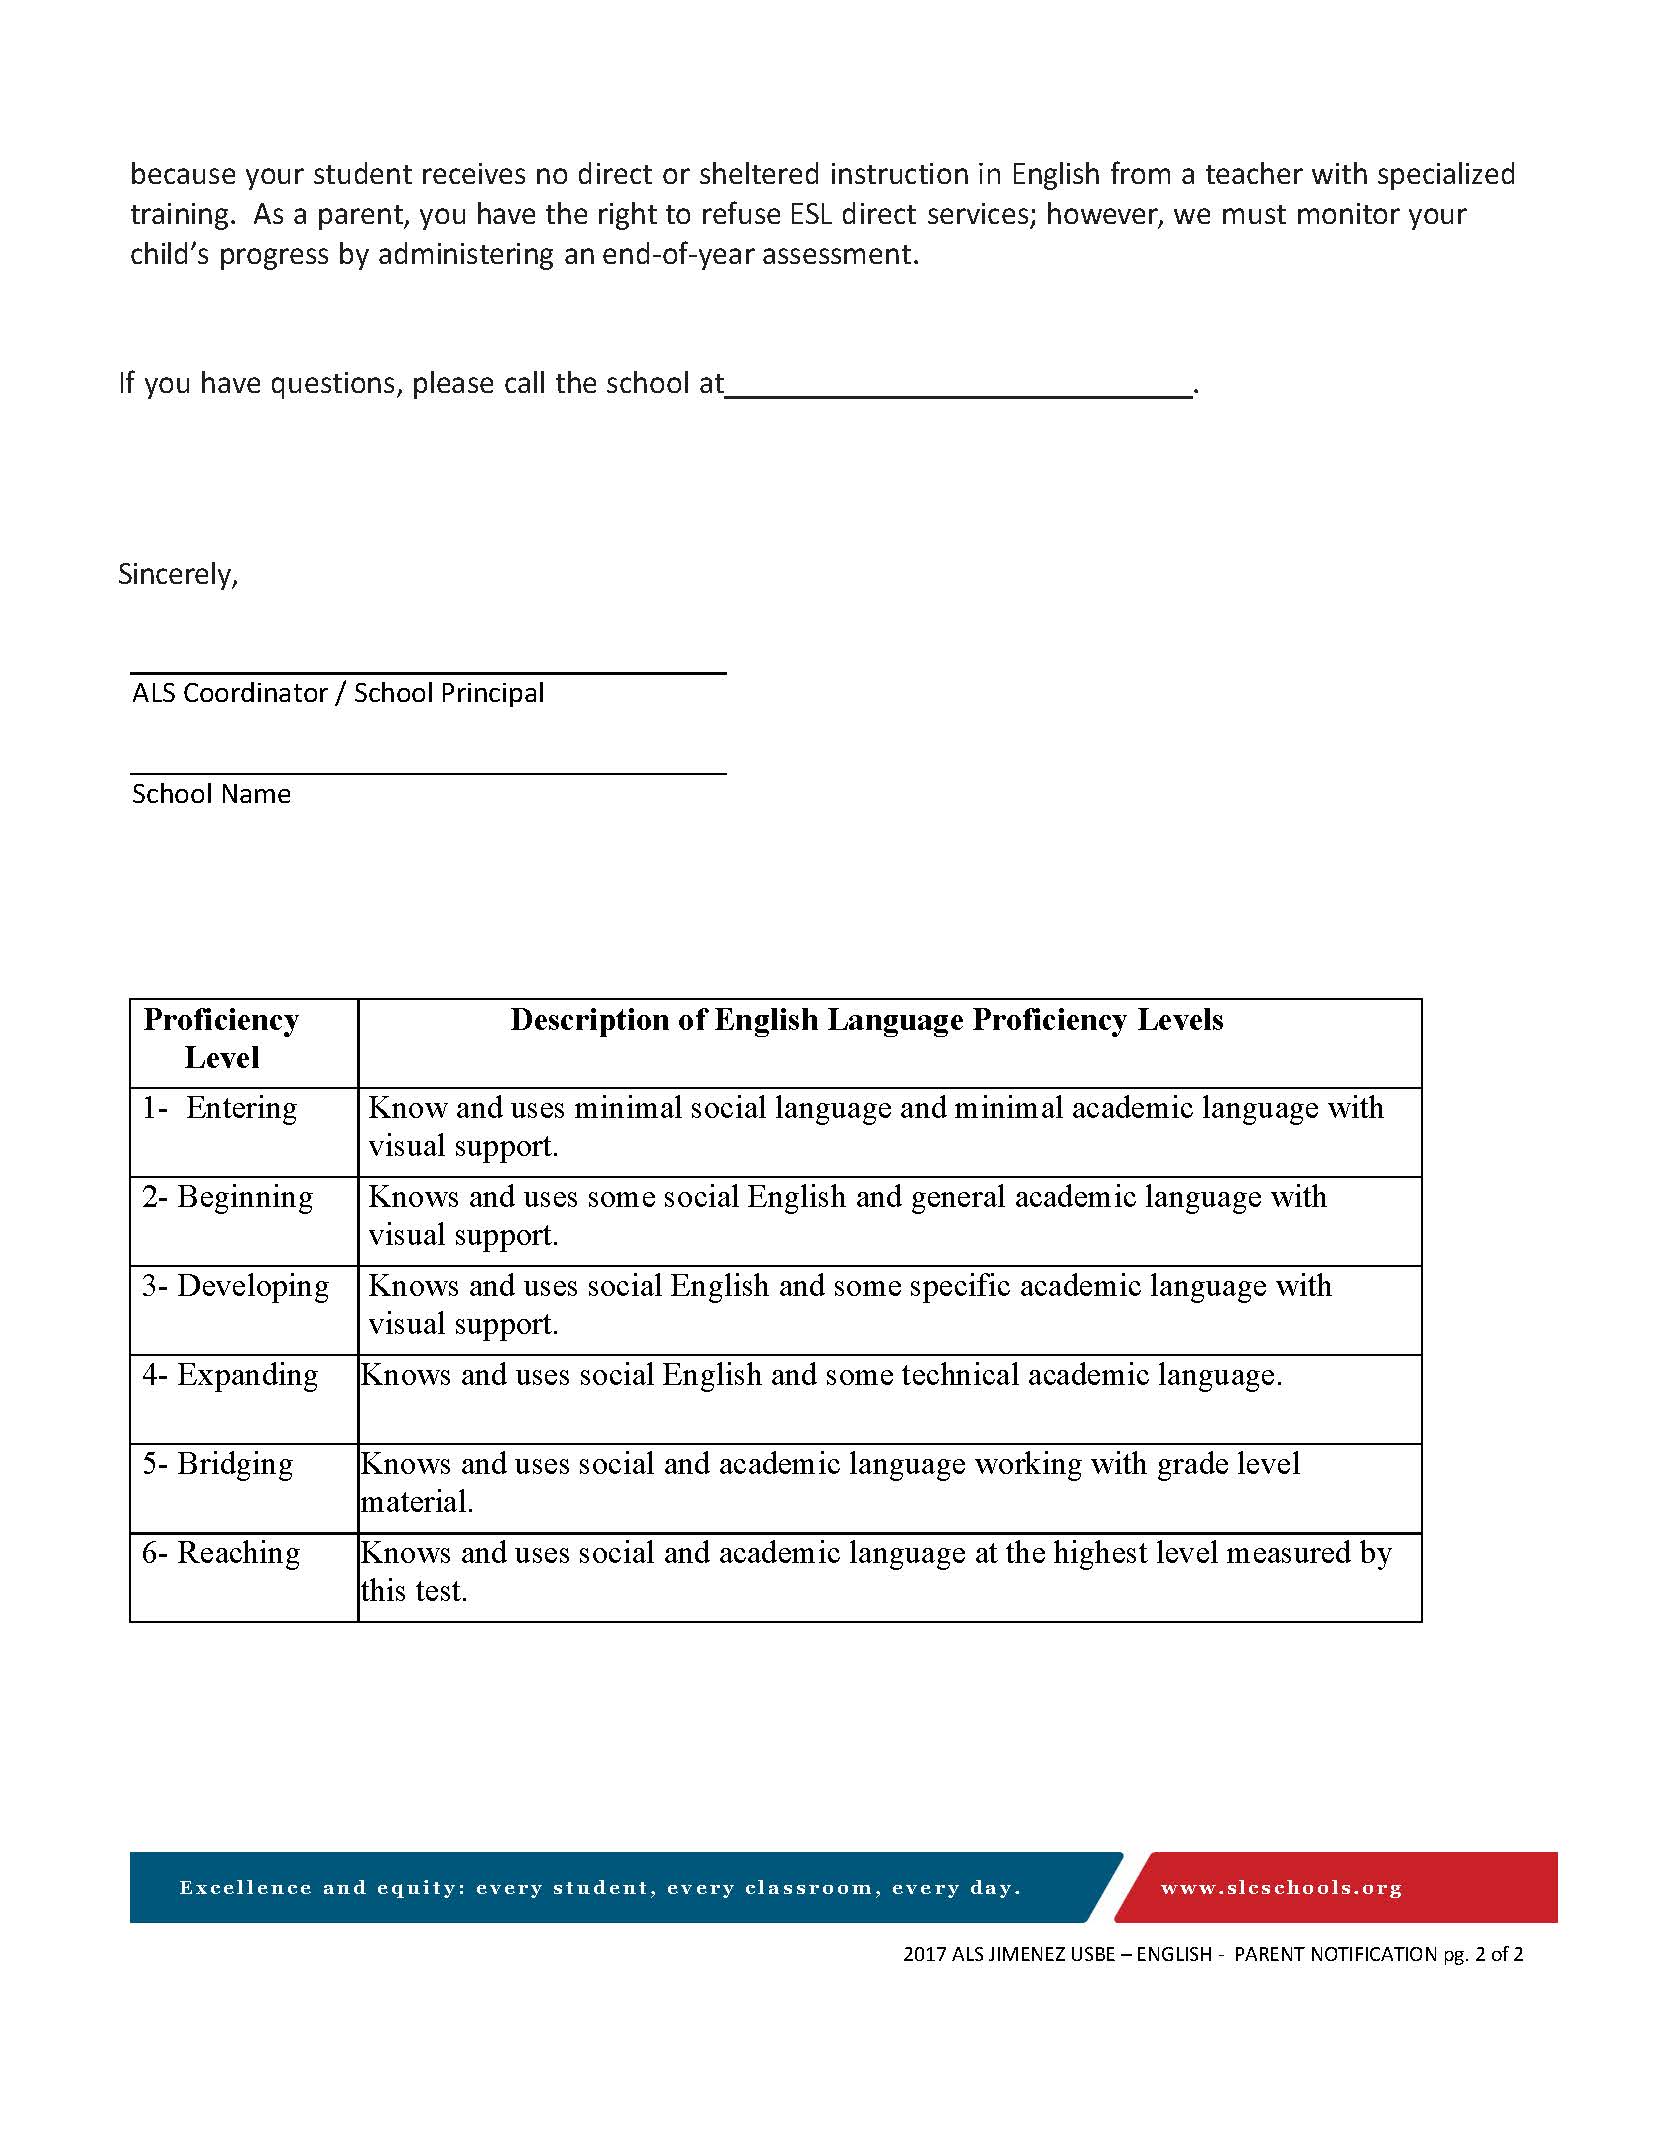 because your student receives no direct or sheltered instruction in English from a teacher with specialized
training.  As a parent, you have the right to refuse ESL direct services; however, we must monitor your
child’s progress by administering an end-of-year assessment.
If you have questions, please call the school at______________________________.
Sincerely,
ALS Coordinator / School Principal
School Name
Proficiency Level
Description of English Language Proficiency Levels
1-  Entering
Know and uses minimal social language and minimal academic language with
visual support.
2- Beginning
Knows and uses some social English and general academic language with
visual support.
3- Developing
Knows and uses social English and some specific academic language with
visual support.
4- Expanding
Knows and uses social English and some technical academic language.
5- Bridging
Knows and uses social and academic language working with grade level
material.
6- Reaching
Knows and uses social and academic language at the highest level measured by
this test.
Excellence and equity: every student, every classroom, every day.
www.slcschools.org
2017 ALS JIMENEZ USBE – ENGLISH -  PARENT NOTIFICATION pg. 2 of 2